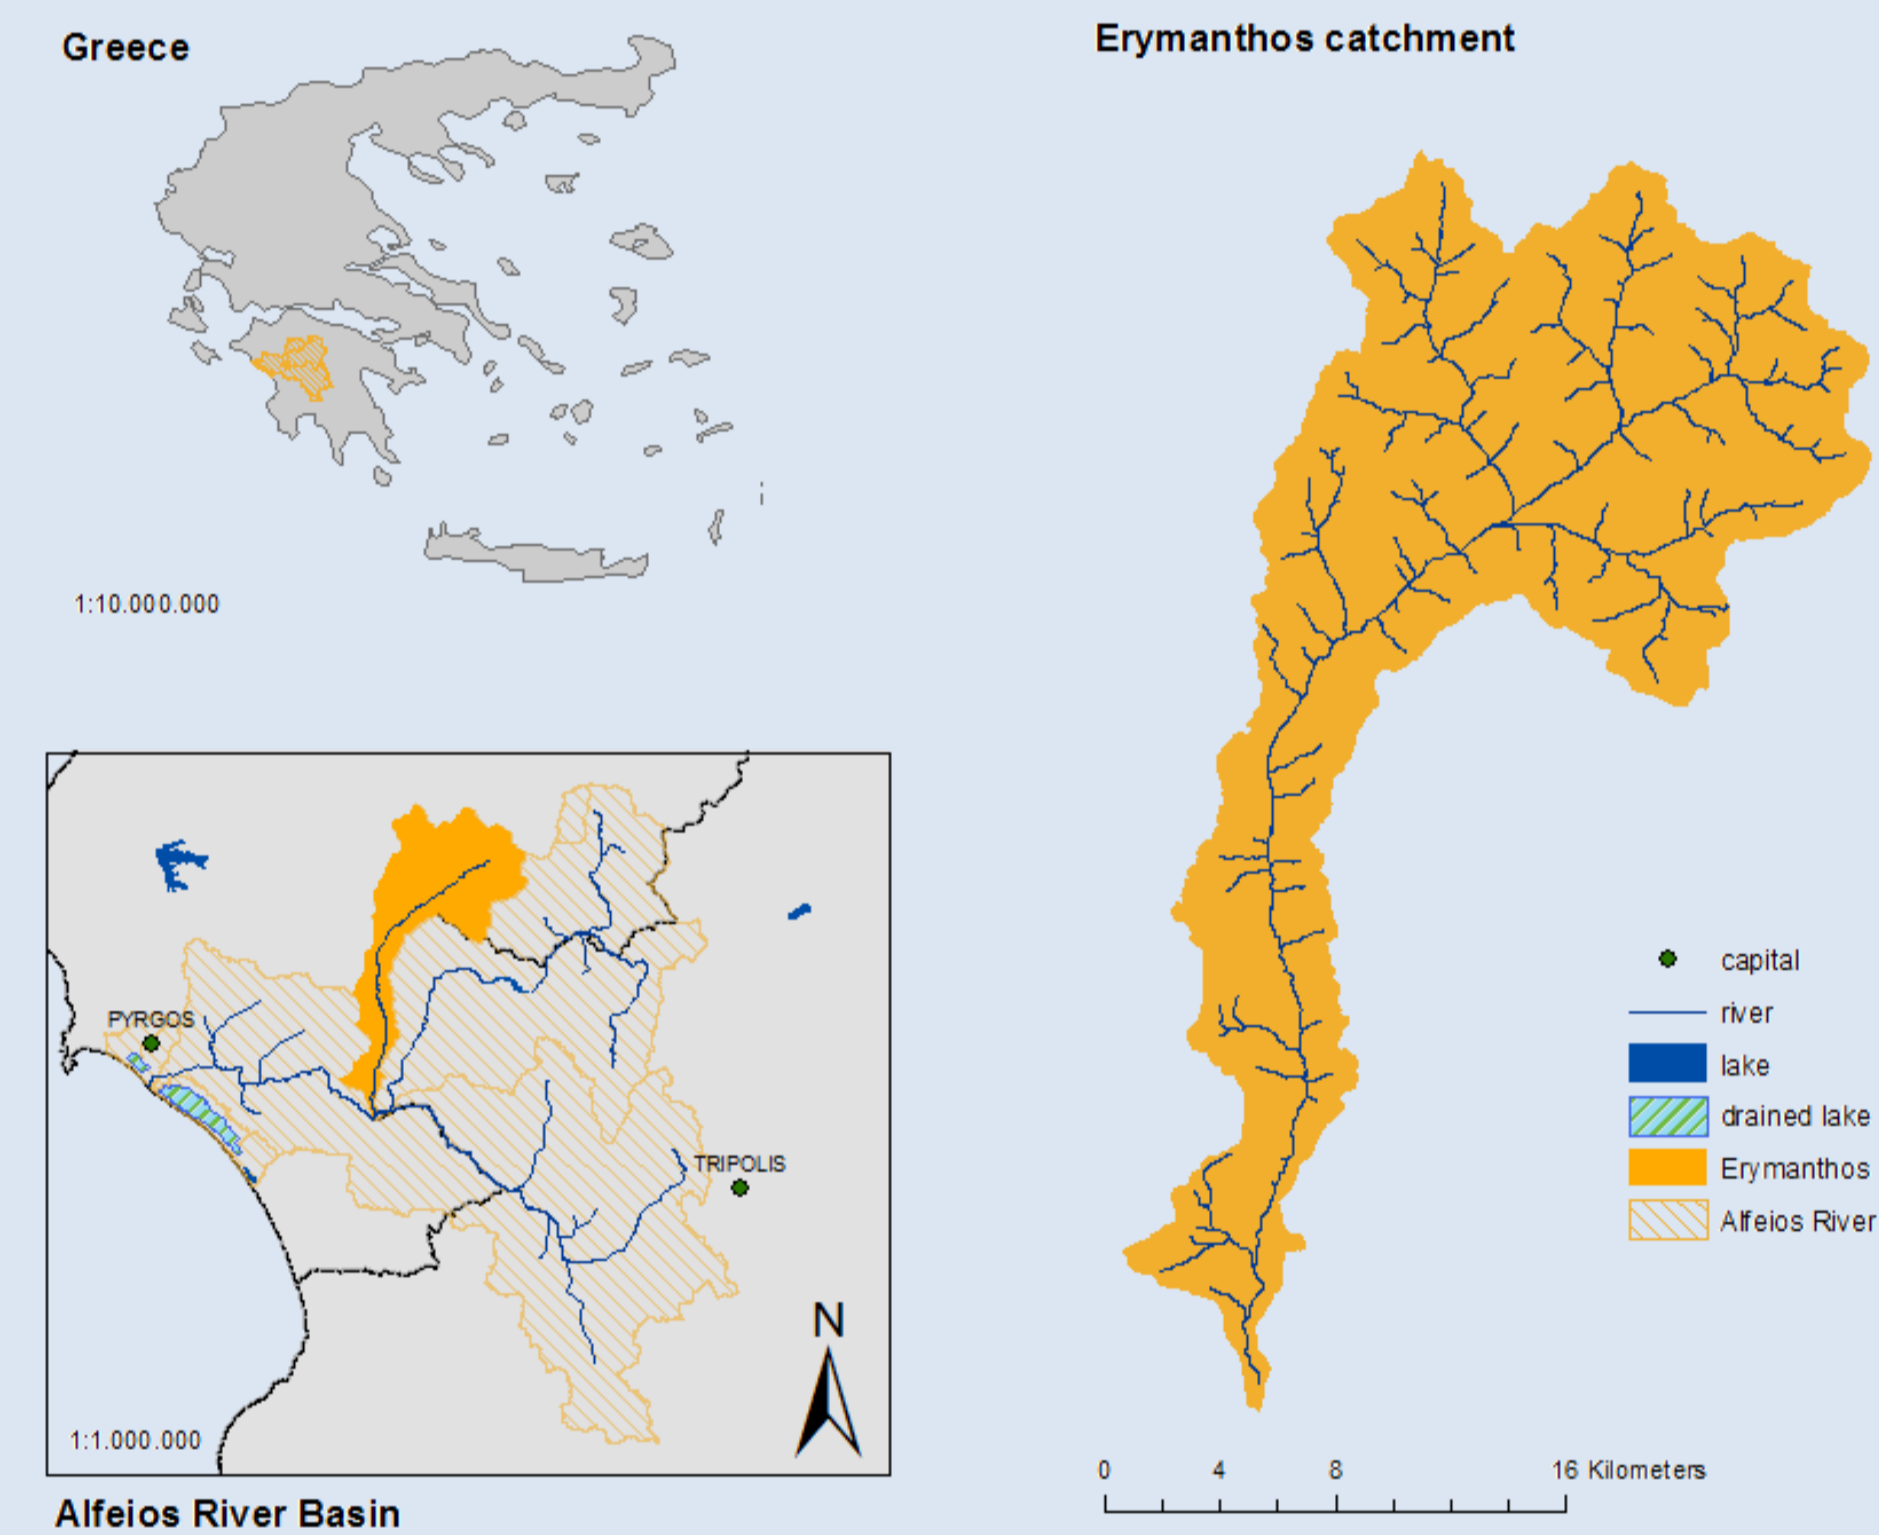 Greece
1:10.000.000
Erymanthos catchment
PYRGOS
TRIPOLIS
N
1:1.000.000
Alfeios River Basin
capital
river
lake
drained lake
Erymanthos
Alfeios River
0 4 8 16 Kilometers